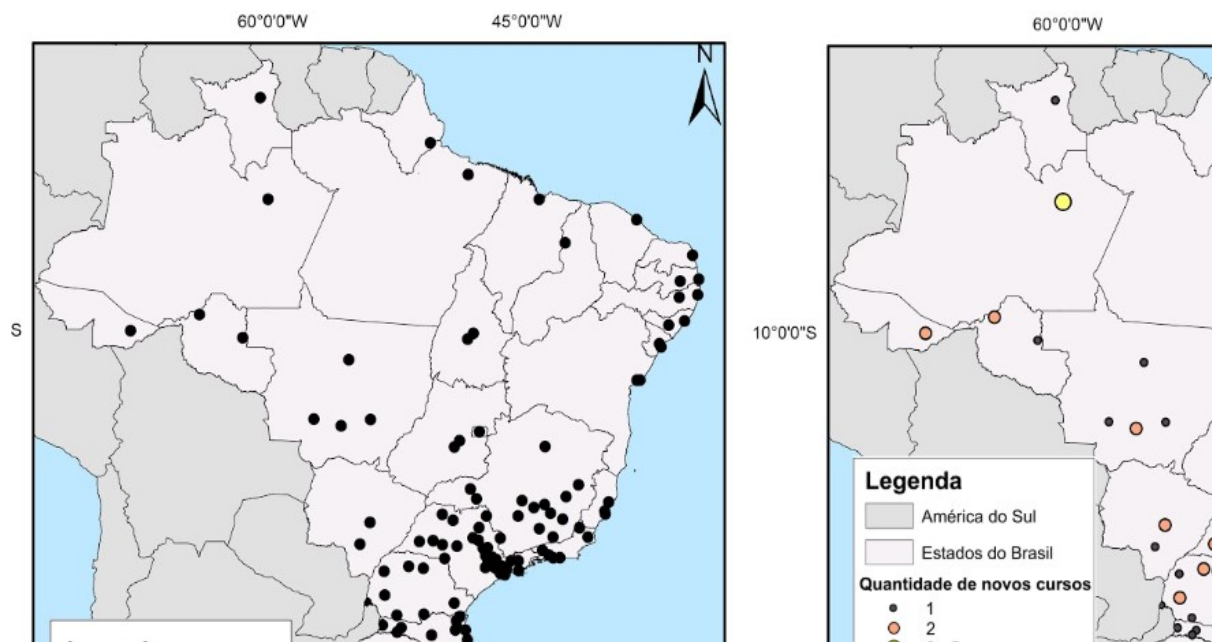 60°0'0"W 45°0'0"W
N
S
60°0'0"W
10°0'0"S
Legenda
América do Sul
Estados do Brasil
Quantidade de novos cursos
1
2